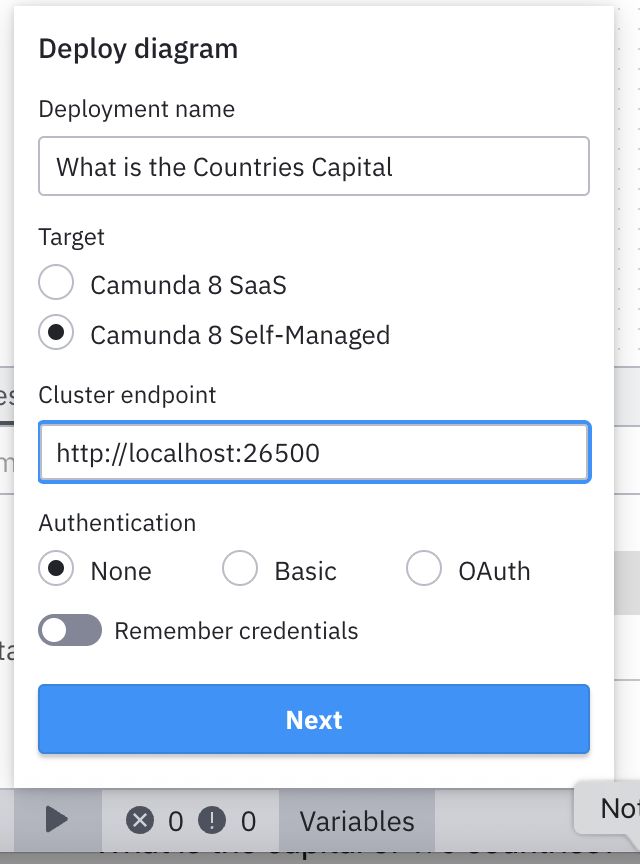 Deploy diagram
Deployment name
What is the Countries Capital
Target
Camunda 8 SaaS
Camunda 8 Self-Managed
Cluster endpoint
http://localhost:26500
Authentication
None Basic OAuth
Remember credentials
Next
0 0 Variables